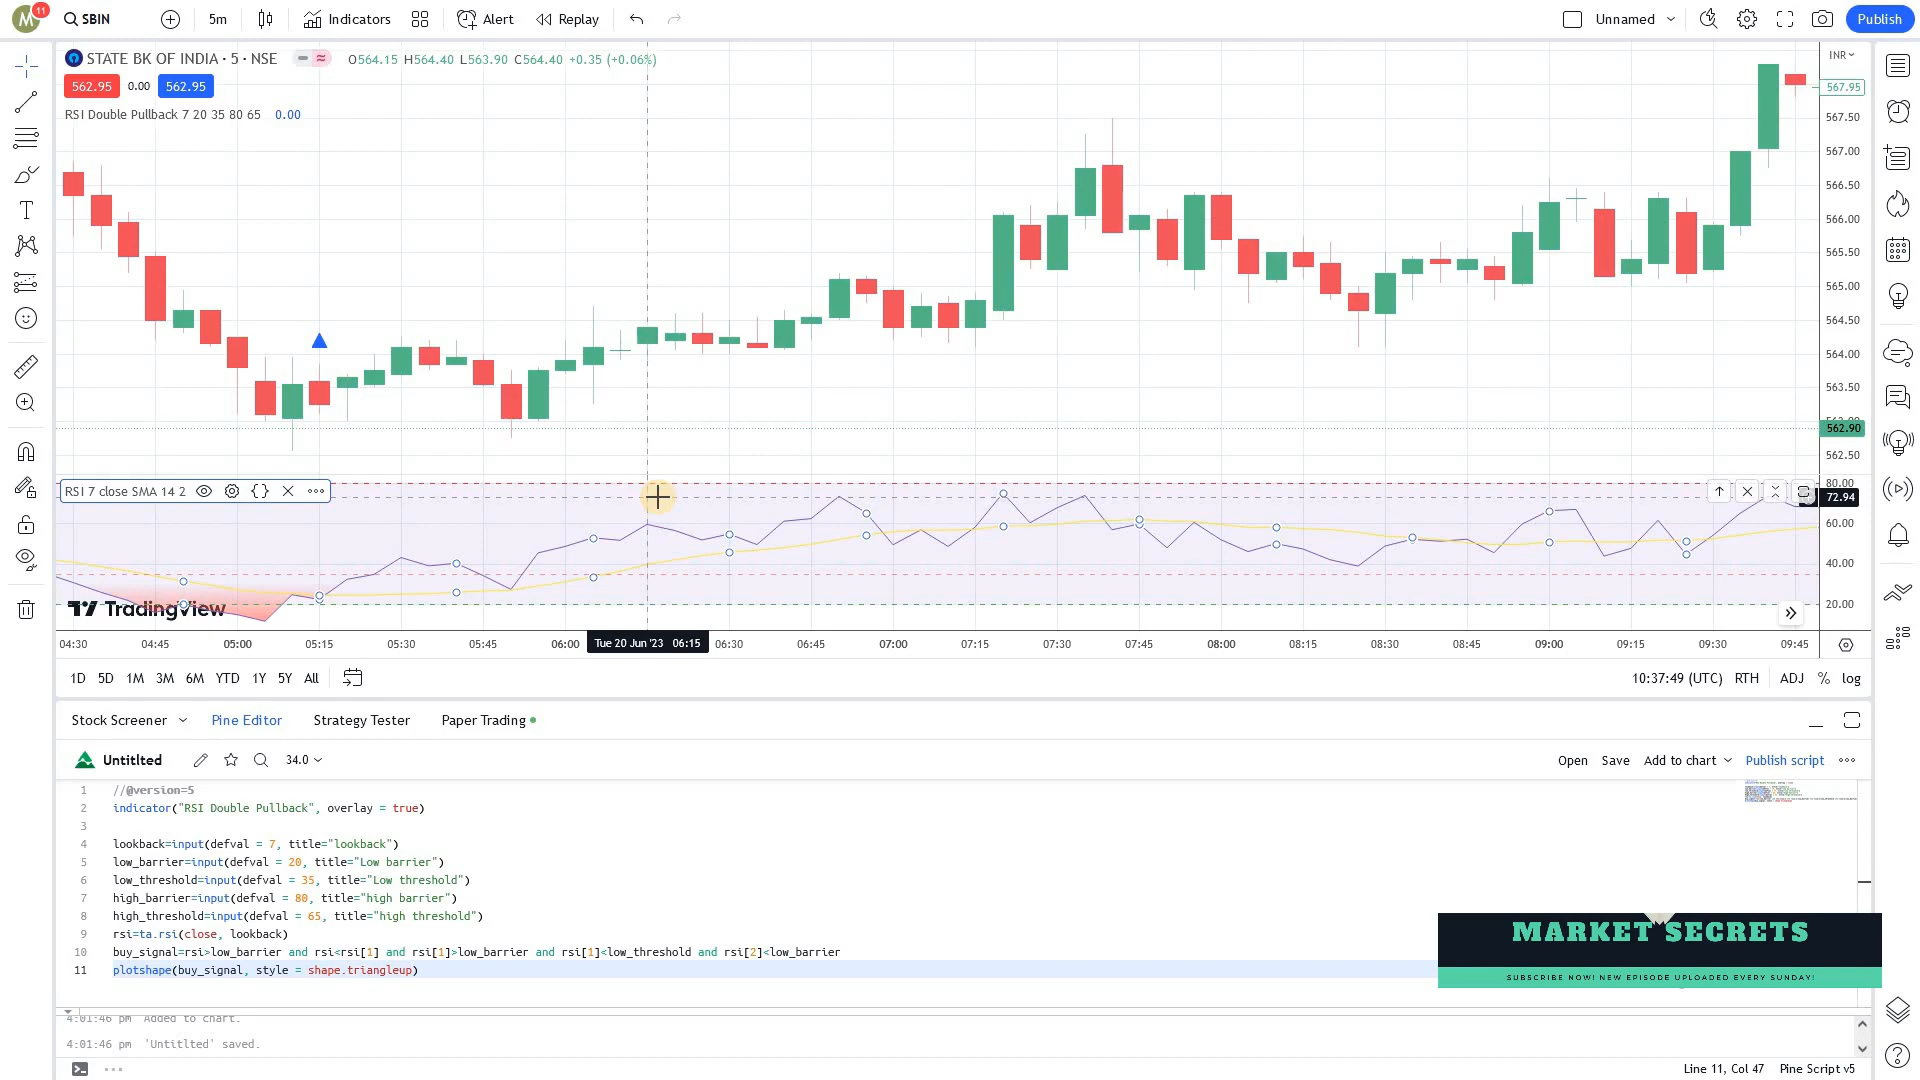 M 11 SBIN 5m Indicators Alert Replay Unnamed Publish
STATE BK OF INDIA · 5 · NSE O564.15 H564.40 L563.90 C564.40 +0.35 (+0.06%) INR
562.95 0.00 562.95
RSI Double Pullback 7 20 35 80 65 0.00
567.95
567.50
567.00
566.50
566.00
565.50
565.00
564.50
564.00
563.50
562.90
562.50
RSI 7 close SMA 14 2
80.00
72.94
60.00
40.00
20.00
TradingView
04:30 04:45 05:00 05:15 05:30 05:45 06:00 Tue 20 Jun '23 06:15 06:30 06:45 07:00 07:15 07:30 07:45 08:00 08:15 08:30 08:45 09:00 09:15 09:30 09:45
1D 5D 1M 3M 6M YTD 1Y 5Y All 10:37:49 (UTC) RTH ADJ % log
Stock Screener Pine Editor Strategy Tester Paper Trading
Untitlted 34.0 Open Save Add to chart Publish script
1 //@version=5
2 indicator("RSI Double Pullback", overlay = true)
3
4 lookback=input(defval = 7, title="lookback")
5 low_barrier=input(defval = 20, title="Low barrier")
6 low_threshold=input(defval = 35, title="Low threshold")
7 high_barrier=input(defval = 80, title="high barrier")
8 high_threshold=input(defval = 65, title="high threshold")
9 rsi=ta.rsi(close, lookback)
10 buy_signal=rsi>low_barrier and rsi<rsi[1] and rsi[1]>low_barrier and rsi[1]<low_threshold and rsi[2]<low_barrier
11 plotshape(buy_signal, style = shape.triangleup)
MARKET SECRETS
SUBSCRIBE NOW! NEW EPISODE UPLOADED EVERY SUNDAY!
4:01:46 pm Added to chart.
4:01:46 pm 'Untitlted' saved.
Line 11, Col 47 Pine Script v5